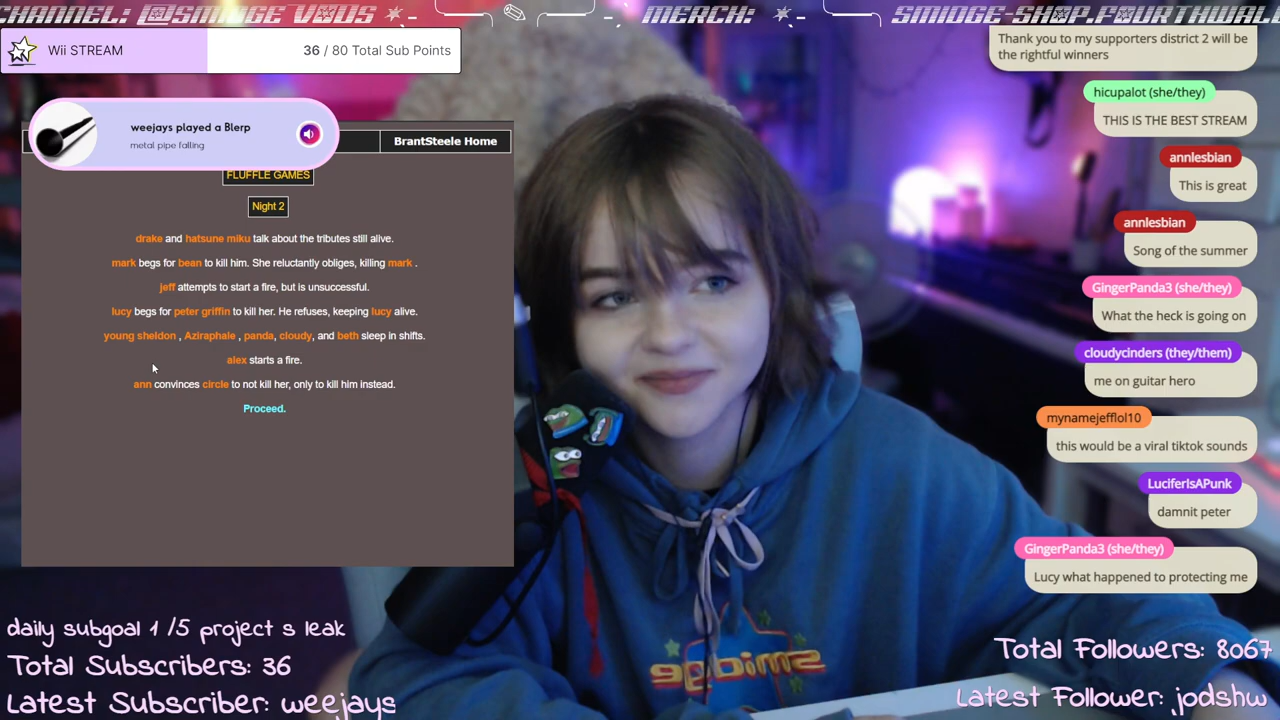 CHANNEL: @SMIDGE VODS
MERCH:
SMIDGE-SHOP.FOURTHWALL
Wii STREAM
36 / 80 Total Sub Points
weejays played a Blerp
metal pipe falling
BrantSteele Home
FLUFFLE GAMES
Night 2
drake and hatsune miku talk about the tributes still alive.
mark begs for bean to kill him. She reluctantly obliges, killing mark .
jeff attempts to start a fire, but is unsuccessful.
lucy begs for peter griffin to kill her. He refuses, keeping lucy alive.
young sheldon , Aziraphale , panda, cloudy, and beth sleep in shifts.
alex starts a fire.
ann convinces circle to not kill her, only to kill him instead.
Proceed.
Thank you to my supporters district 2 will be
the rightful winners
hicupalot (she/they)
THIS IS THE BEST STREAM
annlesbian
This is great
annlesbian
Song of the summer
GingerPanda3 (she/they)
What the heck is going on
cloudycinders (they/them)
me on guitar hero
mynamejefflol10
this would be a viral tiktok sounds
LuciferIsAPunk
damnit peter
GingerPanda3 (she/they)
Lucy what happened to protecting me
smidge
daily subgoal 1 /5 project s leak
Total Subscribers: 36
Latest Subscriber: weejays
Total Followers: 8067
Latest Follower: jodshw